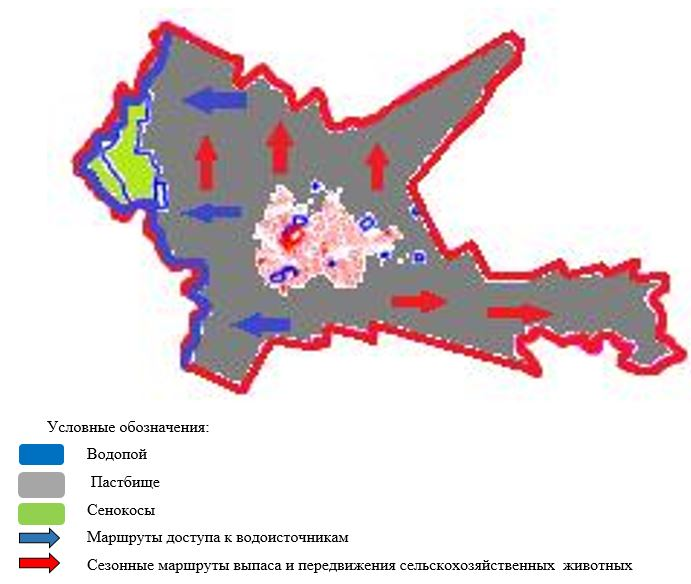 Условные обозначения:
Водопой
Пастбище
Сенокосы
Маршруты доступа к водоисточникам
Сезонные маршруты выпаса и передвижения сельскохозяйственных животных